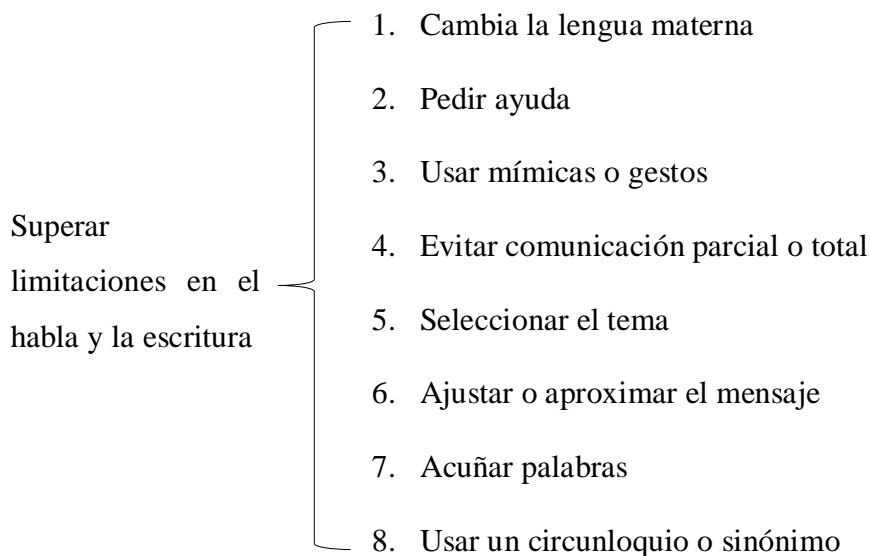 1. Cambia la lengua materna
2. Pedir ayuda
3. Usar mímicas o gestos
Superar
limitaciones en el
habla y la escritura
4. Evitar comunicación parcial o total
5. Seleccionar el tema
6. Ajustar o aproximar el mensaje
7. Acuñar palabras
8. Usar un circunloquio o sinónimo